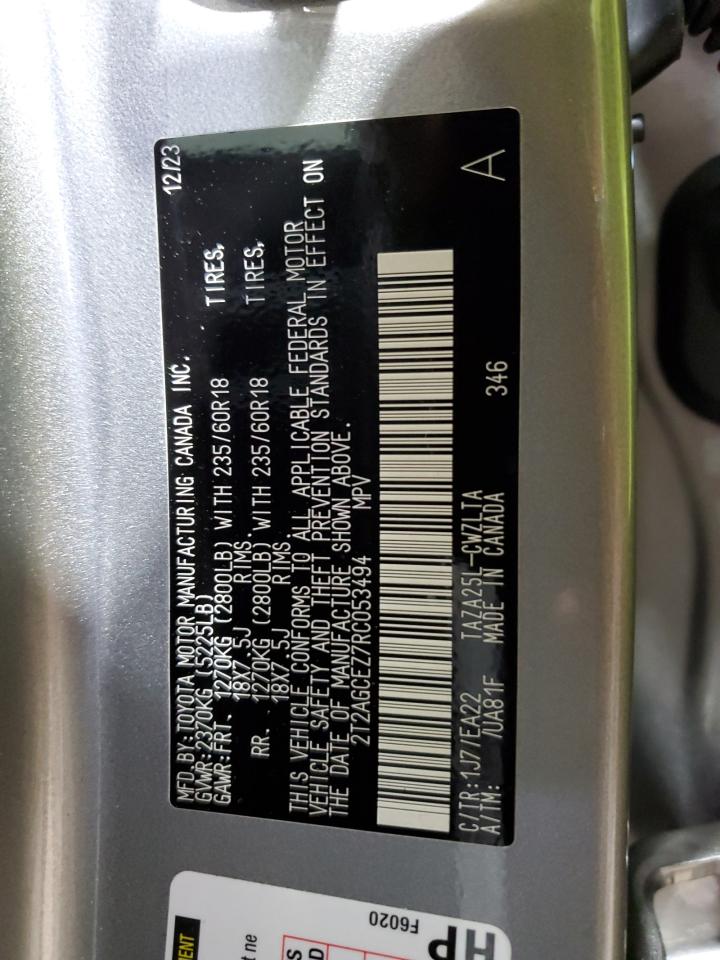 MFD. BY: TOYOTA MOTOR MANUFACTURING CANADA INC. 12/23
GVWR: 2370KG (5225LB)
GAWR: FRT. 1270KG (2800LB) WITH 235/60R18 TIRES,
18X7.5J RIMS.
RR. 1270KG (2800LB) WITH 235/60R18 TIRES,
18X7.5J RIMS.
THIS VEHICLE CONFORMS TO ALL APPLICABLE FEDERAL MOTOR
VEHICLE SAFETY AND THEFT PREVENTION STANDARDS IN EFFECT ON
THE DATE OF MANUFACTURE SHOWN ABOVE.
2T2AGCEZ7RC053494 MPV
C/TR: 1J7/EA22 TAZA25L-CWZLTA A
A/TM: /UA81F MADE IN CANADA 346
F6020